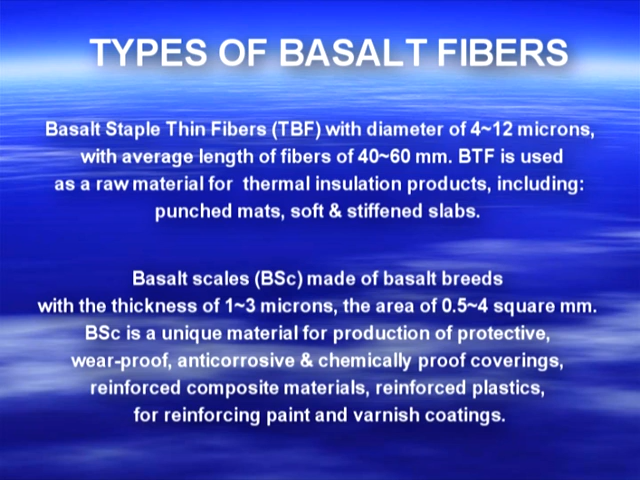 TYPES OF BASALT FIBERS
Basalt Staple Thin Fibers (TBF) with diameter of 4~12 microns,
with average length of fibers of 40~60 mm. BTF is used
as a raw material for thermal insulation products, including:
punched mats, soft & stiffened slabs.
Basalt scales (BSc) made of basalt breeds
with the thickness of 1~3 microns, the area of 0.5~4 square mm.
BSc is a unique material for production of protective,
wear-proof, anticorrosive & chemically proof coverings,
reinforced composite materials, reinforced plastics,
for reinforcing paint and varnish coatings.